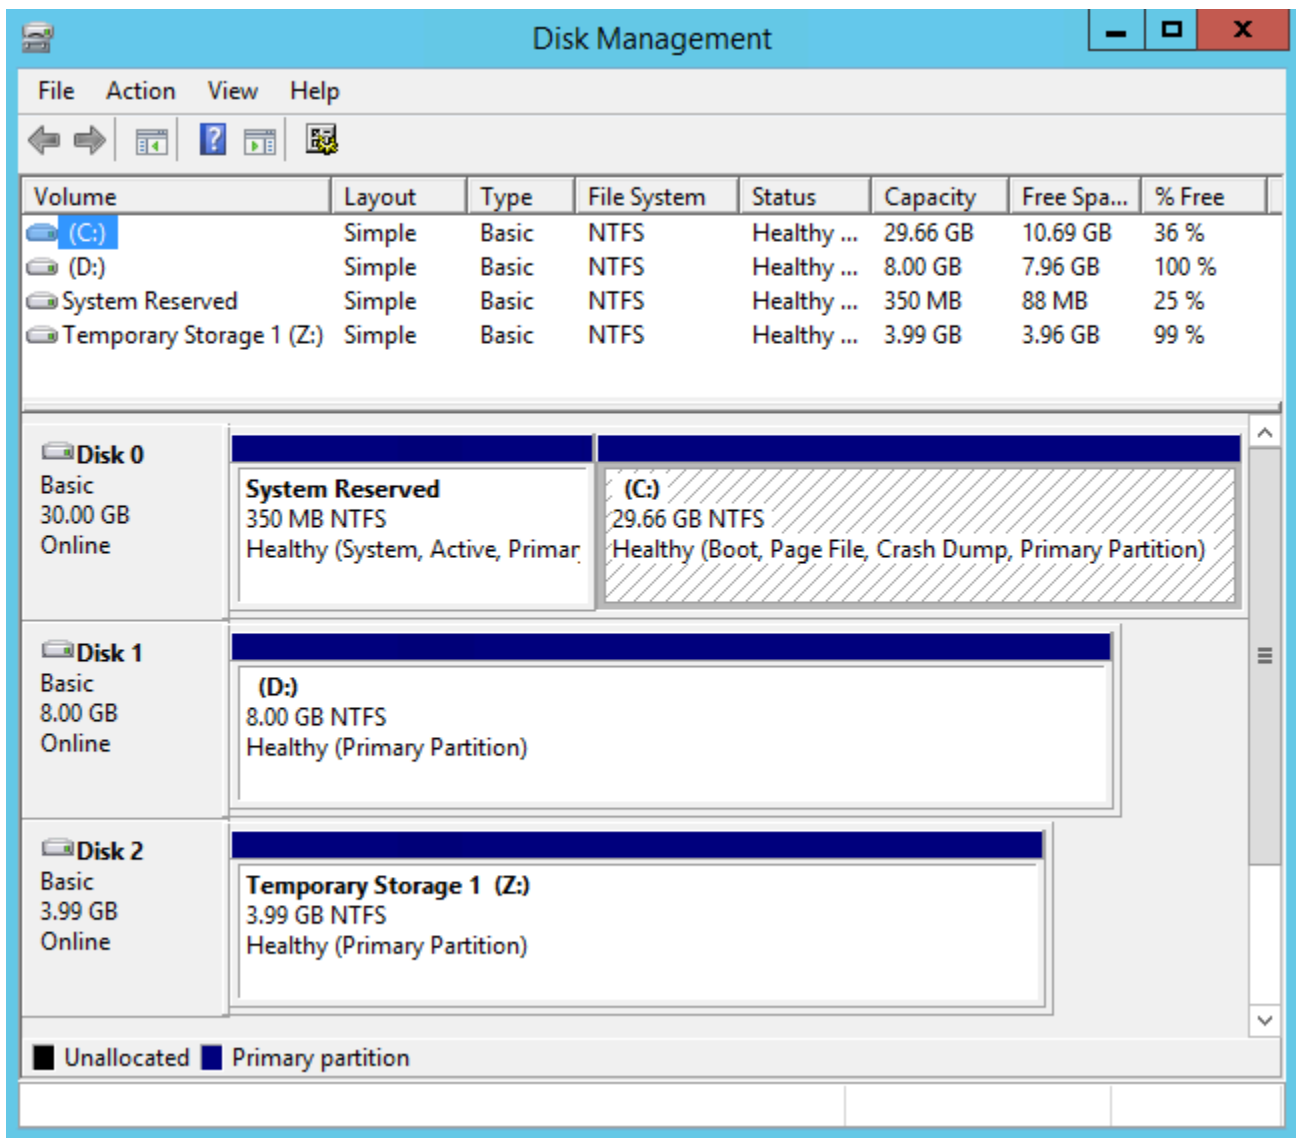 Disk Management
File Action View Help
Volume Layout Type File System Status Capacity Free Spa... % Free
(C:) Simple Basic NTFS Healthy ... 29.66 GB 10.69 GB 36 %
(D:) Simple Basic NTFS Healthy ... 8.00 GB 7.96 GB 100 %
System Reserved Simple Basic NTFS Healthy ... 350 MB 88 MB 25 %
Temporary Storage 1 (Z:) Simple Basic NTFS Healthy ... 3.99 GB 3.96 GB 99 %
Disk 0
Basic
30.00 GB
Online
System Reserved
350 MB NTFS
Healthy (System, Active, Primar
(C:)
29.66 GB NTFS
Healthy (Boot, Page File, Crash Dump, Primary Partition)
Disk 1
Basic
8.00 GB
Online
(D:)
8.00 GB NTFS
Healthy (Primary Partition)
Disk 2
Basic
3.99 GB
Online
Temporary Storage 1 (Z:)
3.99 GB NTFS
Healthy (Primary Partition)
Unallocated Primary partition